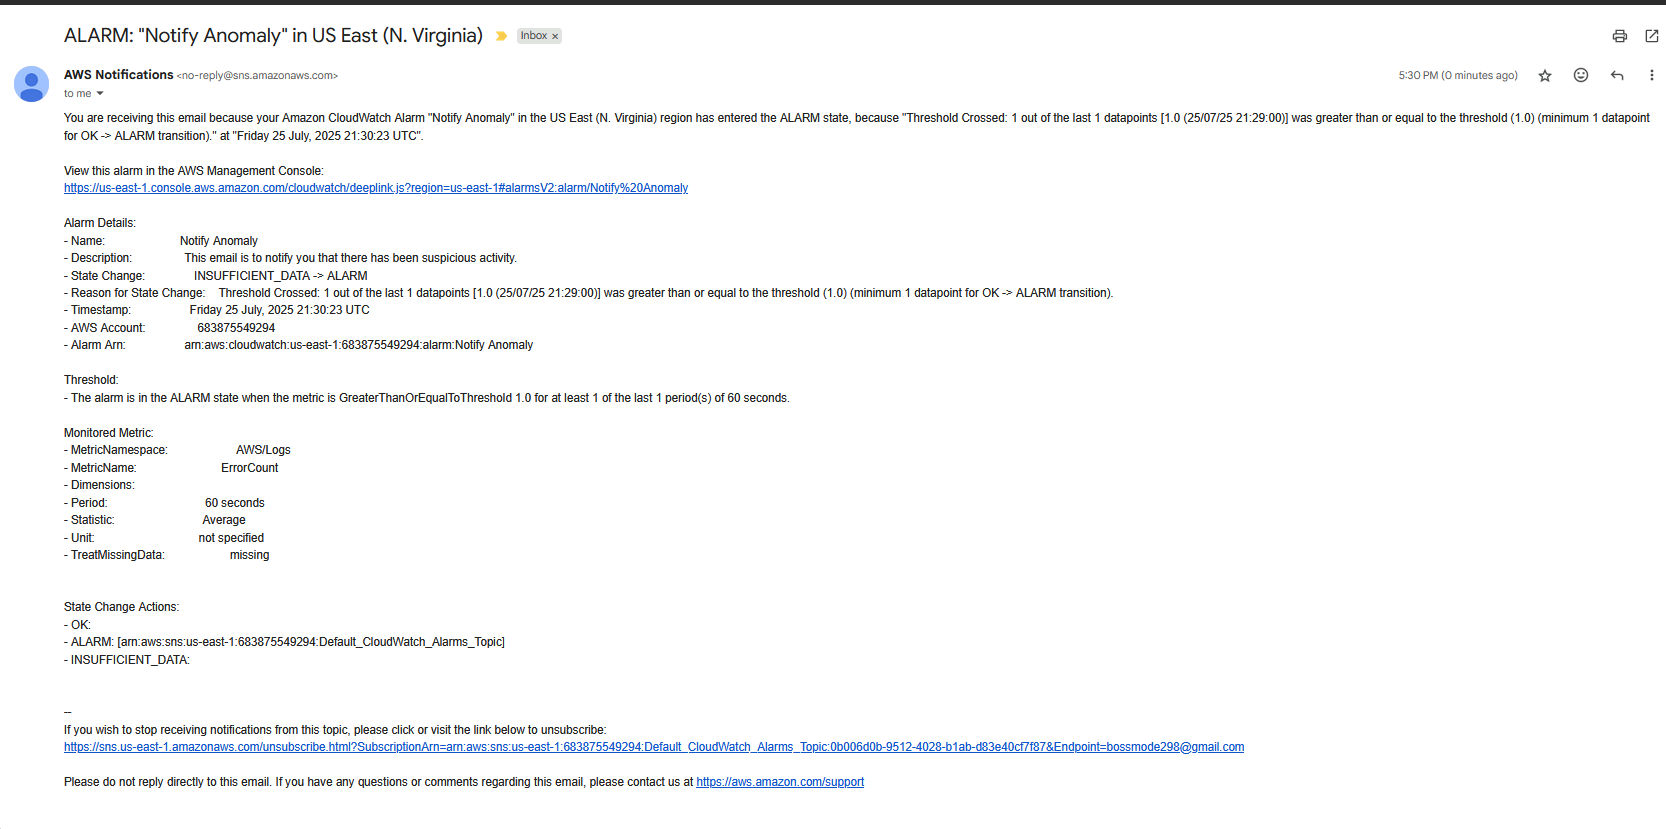 ALARM: "Notify Anomaly" in US East (N. Virginia) Inbox ×
AWS Notifications <no-reply@sns.amazonaws.com> 5:30 PM (0 minutes ago)
to me
You are receiving this email because your Amazon CloudWatch Alarm "Notify Anomaly" in the US East (N. Virginia) region has entered the ALARM state, because "Threshold Crossed: 1 out of the last 1 datapoints [1.0 (25/07/25 21:29:00)] was greater than or equal to the threshold (1.0) (minimum 1 datapoint
for OK -> ALARM transition)." at "Friday 25 July, 2025 21:30:23 UTC".
View this alarm in the AWS Management Console:
https://us-east-1.console.aws.amazon.com/cloudwatch/deeplink.js?region=us-east-1#alarmsV2:alarm/Notify%20Anomaly
Alarm Details:
- Name: Notify Anomaly
- Description: This email is to notify you that there has been suspicious activity.
- State Change: INSUFFICIENT_DATA -> ALARM
- Reason for State Change: Threshold Crossed: 1 out of the last 1 datapoints [1.0 (25/07/25 21:29:00)] was greater than or equal to the threshold (1.0) (minimum 1 datapoint for OK -> ALARM transition).
- Timestamp: Friday 25 July, 2025 21:30:23 UTC
- AWS Account: 683875549294
- Alarm Arn: arn:aws:cloudwatch:us-east-1:683875549294:alarm:Notify Anomaly
Threshold:
- The alarm is in the ALARM state when the metric is GreaterThanOrEqualToThreshold 1.0 for at least 1 of the last 1 period(s) of 60 seconds.
Monitored Metric:
- MetricNamespace: AWS/Logs
- MetricName: ErrorCount
- Dimensions:
- Period: 60 seconds
- Statistic: Average
- Unit: not specified
- TreatMissingData: missing
State Change Actions:
- OK:
- ALARM: [arn:aws:sns:us-east-1:683875549294:Default_CloudWatch_Alarms_Topic]
- INSUFFICIENT_DATA:
--
If you wish to stop receiving notifications from this topic, please click or visit the link below to unsubscribe:
https://sns.us-east-1.amazonaws.com/unsubscribe.html?SubscriptionArn=arn:aws:sns:us-east-1:683875549294:Default_CloudWatch_Alarms_Topic:0b006d0b-9512-4028-b1ab-d83e40cf7f87&Endpoint=bossmode298@gmail.com
Please do not reply directly to this email. If you have any questions or comments regarding this email, please contact us at https://aws.amazon.com/support